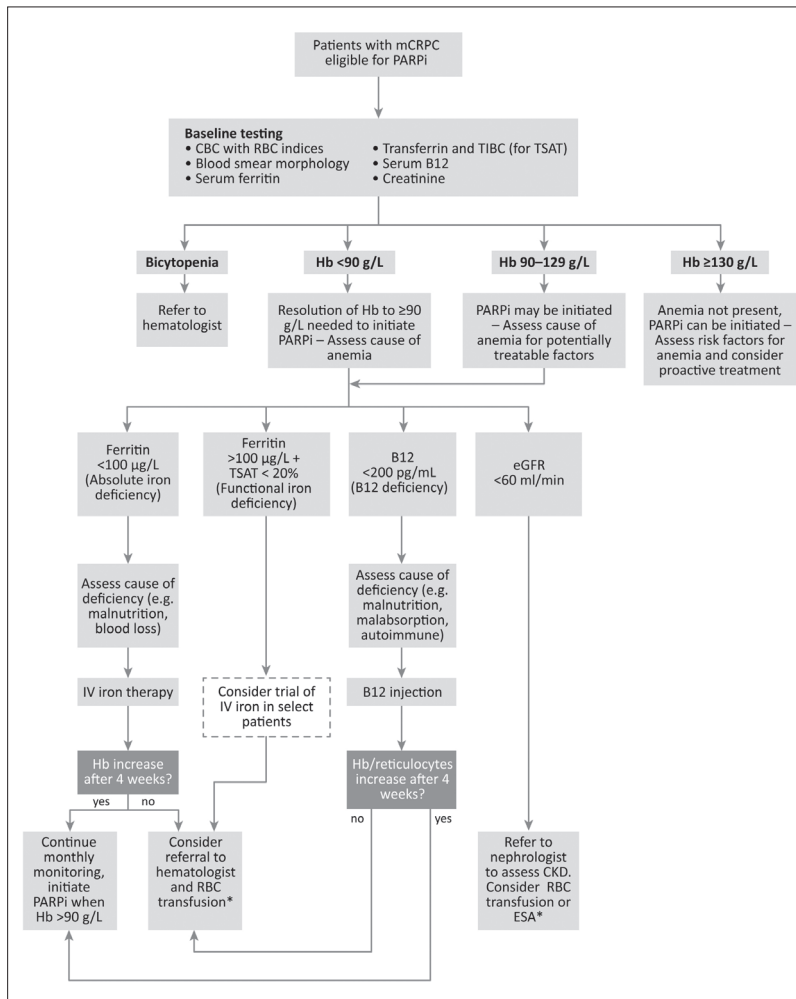 Patients with mCRPC
eligible for PARPi
Baseline testing
• CBC with RBC indices
• Blood smear morphology
• Serum ferritin
• Transferrin and TIBC (for TSAT)
• Serum B12
• Creatinine
Bicytopenia
Refer to
hematologist
Hb <90 g/L
Resolution of Hb to ≥90
g/L needed to initiate
PARPi – Assess cause of
anemia
Hb 90–129 g/L
PARPi may be initiated
– Assess cause of
anemia for potentially
treatable factors
Hb ≥130 g/L
Anemia not present,
PARPi can be initiated –
Assess risk factors for
anemia and consider
proactive treatment
Ferritin
<100 µg/L
(Absolute iron
deficiency)
Ferritin
>100 µg/L +
TSAT < 20%
(Functional iron
deficiency)
B12
<200 pg/mL
(B12 deficiency)
eGFR
<60 ml/min
Assess cause of
deficiency (e.g.
malnutrition,
blood loss)
Assess cause of
deficiency (e.g.
malnutrition,
malabsorption,
autoimmune)
IV iron therapy
Consider trial of
IV iron in select
patients
B12 injection
Hb increase
after 4 weeks?
Hb/reticulocytes
increase after 4
weeks?
yes
no
no
yes
Continue
monthly
monitoring,
initiate
PARPi when
Hb >90 g/L
Consider
referral to
hematologist
and RBC
transfusion*
Refer to
nephrologist
to assess CKD.
Consider RBC
transfusion or
ESA*